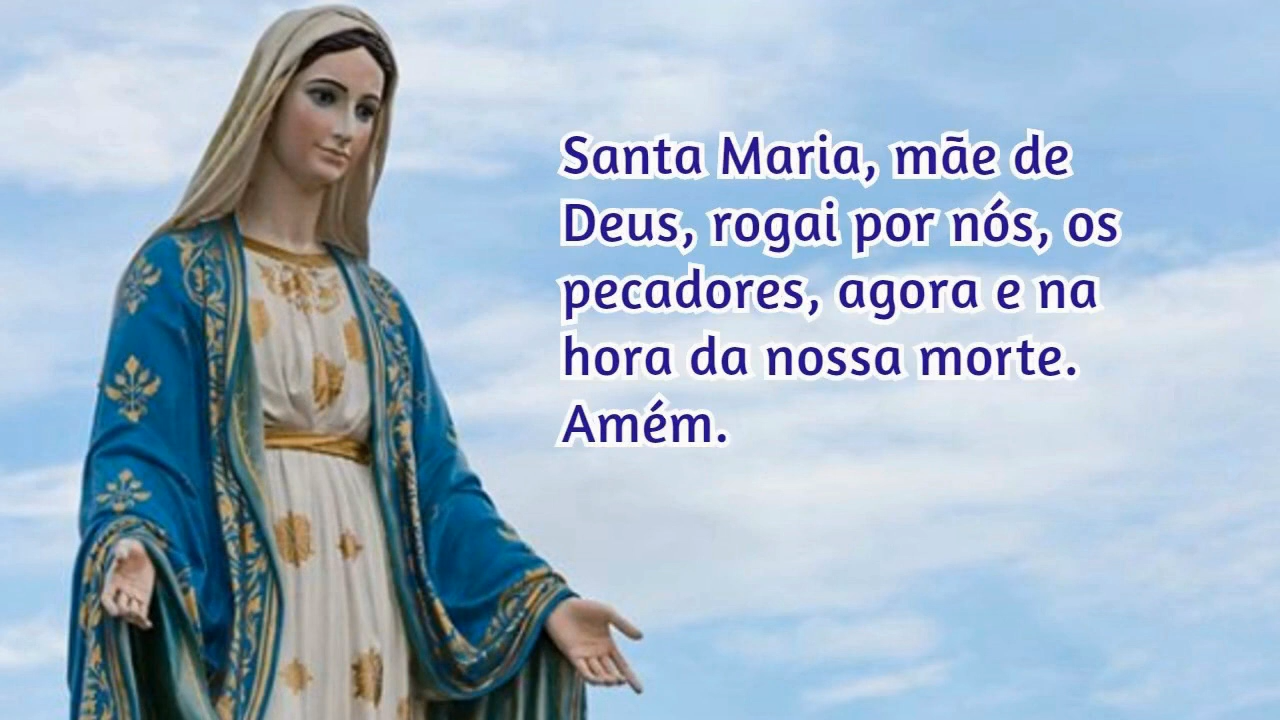 Santa Maria, mãe de
Deus, rogai por nós, os
pecadores, agora e na
hora da nossa morte.
Amém.